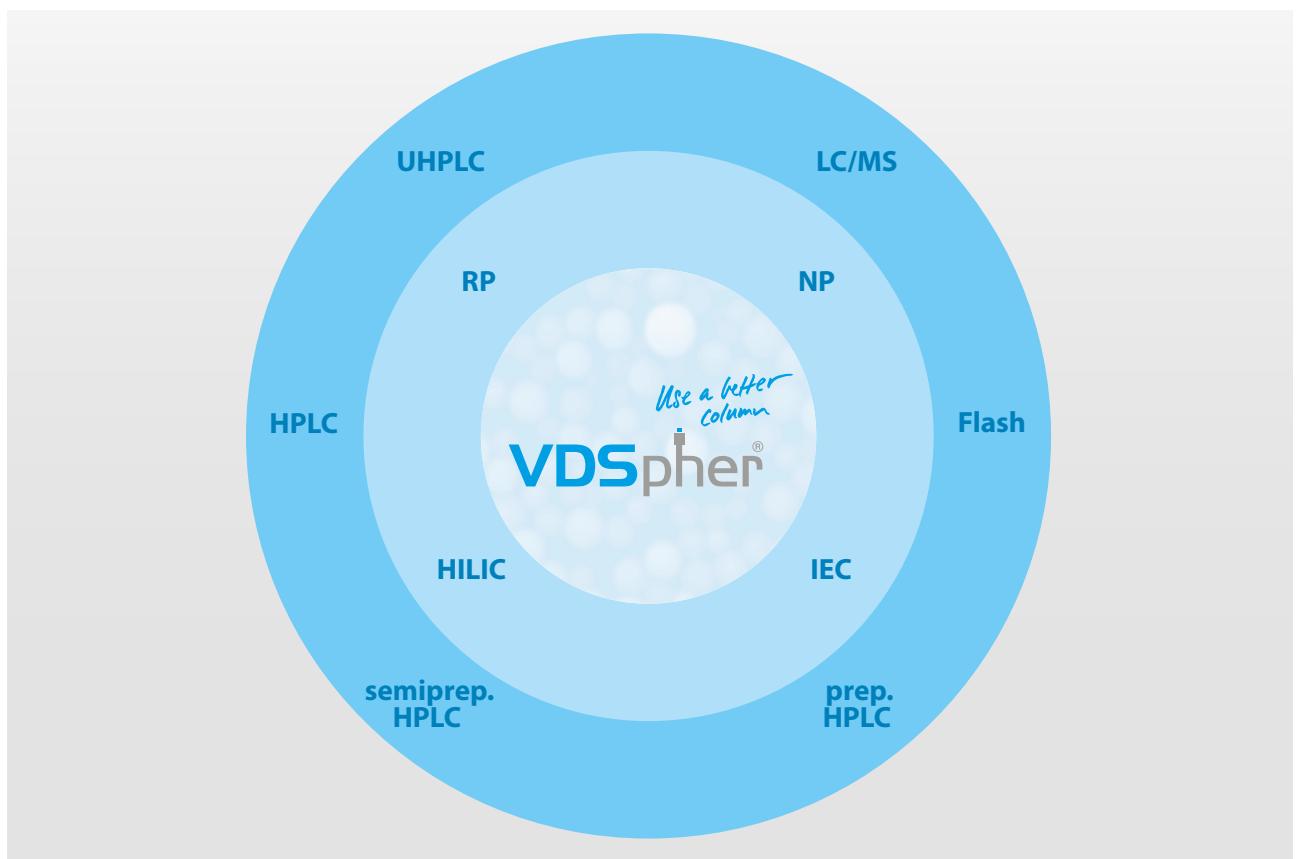 UHPLC
LC/MS
RP
NP
Use a better
column
HPLC
Flash
VDSpher®
HILIC
IEC
semiprep.
HPLC
prep.
HPLC